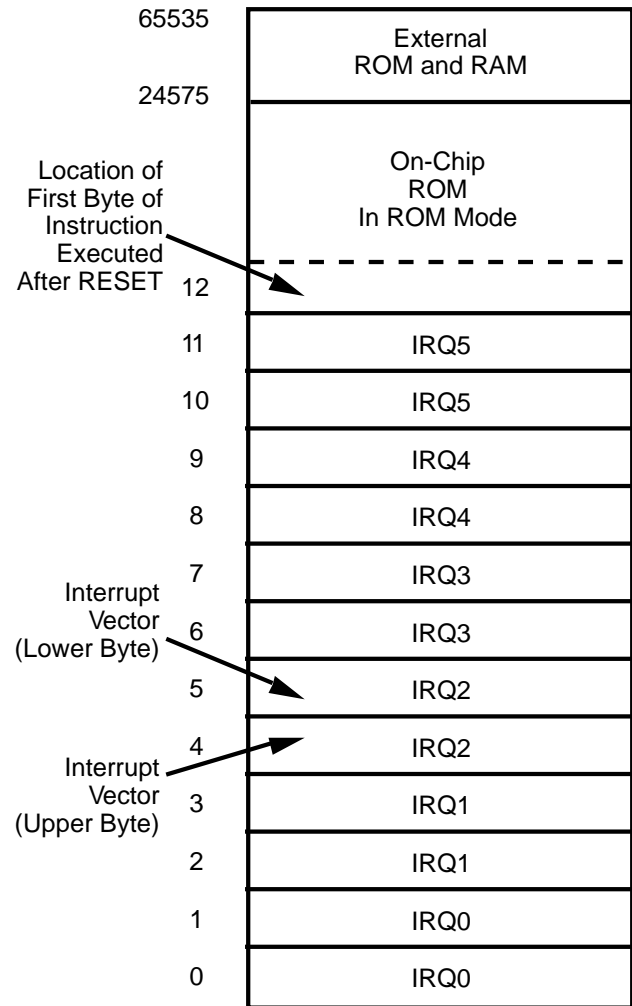 65535
External
ROM and RAM
24575
On-Chip
ROM
In ROM Mode
Location of
First Byte of
Instruction
Executed
After RESET
12
11
IRQ5
10
IRQ5
9
IRQ4
8
IRQ4
7
IRQ3
Interrupt
Vector
(Lower Byte)
6
IRQ3
5
IRQ2
4
IRQ2
Interrupt
Vector
(Upper Byte)
3
IRQ1
2
IRQ1
1
IRQ0
0
IRQ0